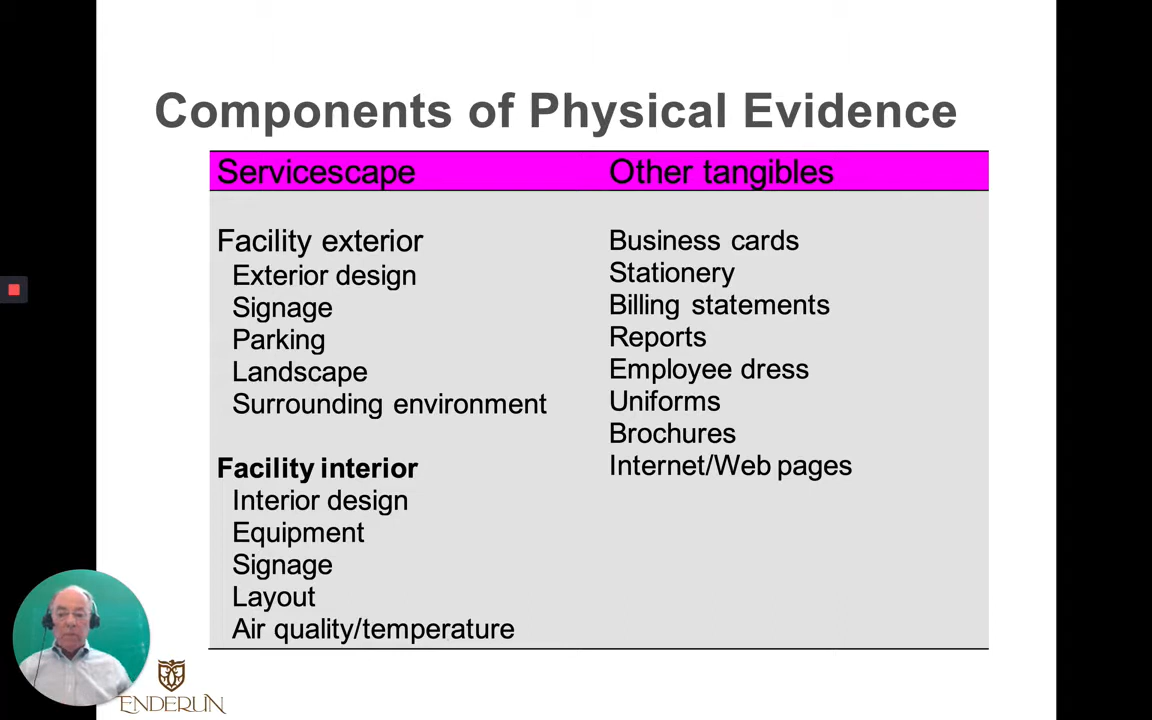 Components of Physical Evidence
Servicescape
Facility exterior
Exterior design
Signage
Parking
Landscape
Surrounding environment
Facility interior
Interior design
Equipment
Signage
Layout
Air quality/temperature
Other tangibles
Business cards
Stationery
Billing statements
Reports
Employee dress
Uniforms
Brochures
Internet/Web pages
ENDERUN